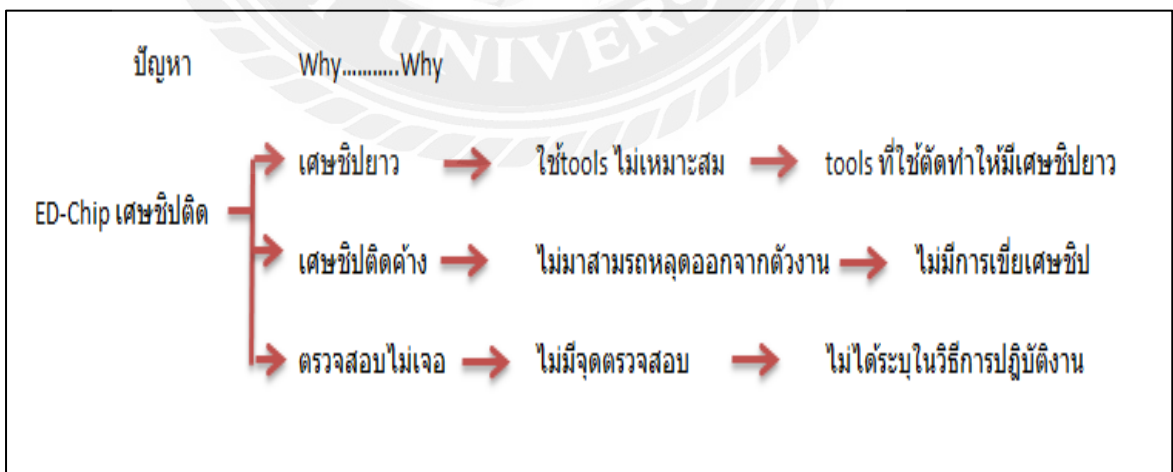 UNIVERS
ปัญหา Why...........Why
เศษชิปยาว ใช้tools ไม่เหมาะสม tools ที่ใช้ตัดทำให้มีเศษชิปยาว
ED-Chip เศษชิปติด
เศษชิปติดค้าง ไม่มาสามรถหลุดออกจากตัวงาน ไม่มีการเขี่ยเศษชิป
ตรวจสอบไม่เจอ ไม่มีจุดตรวจสอบ ไม่ได้ระบุในวิธีการปฎิบัติงาน